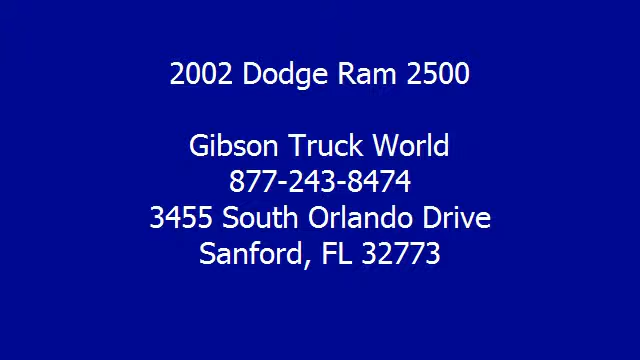 2002 Dodge Ram 2500
Gibson Truck World
877-243-8474
3455 South Orlando Drive
Sanford, FL 32773